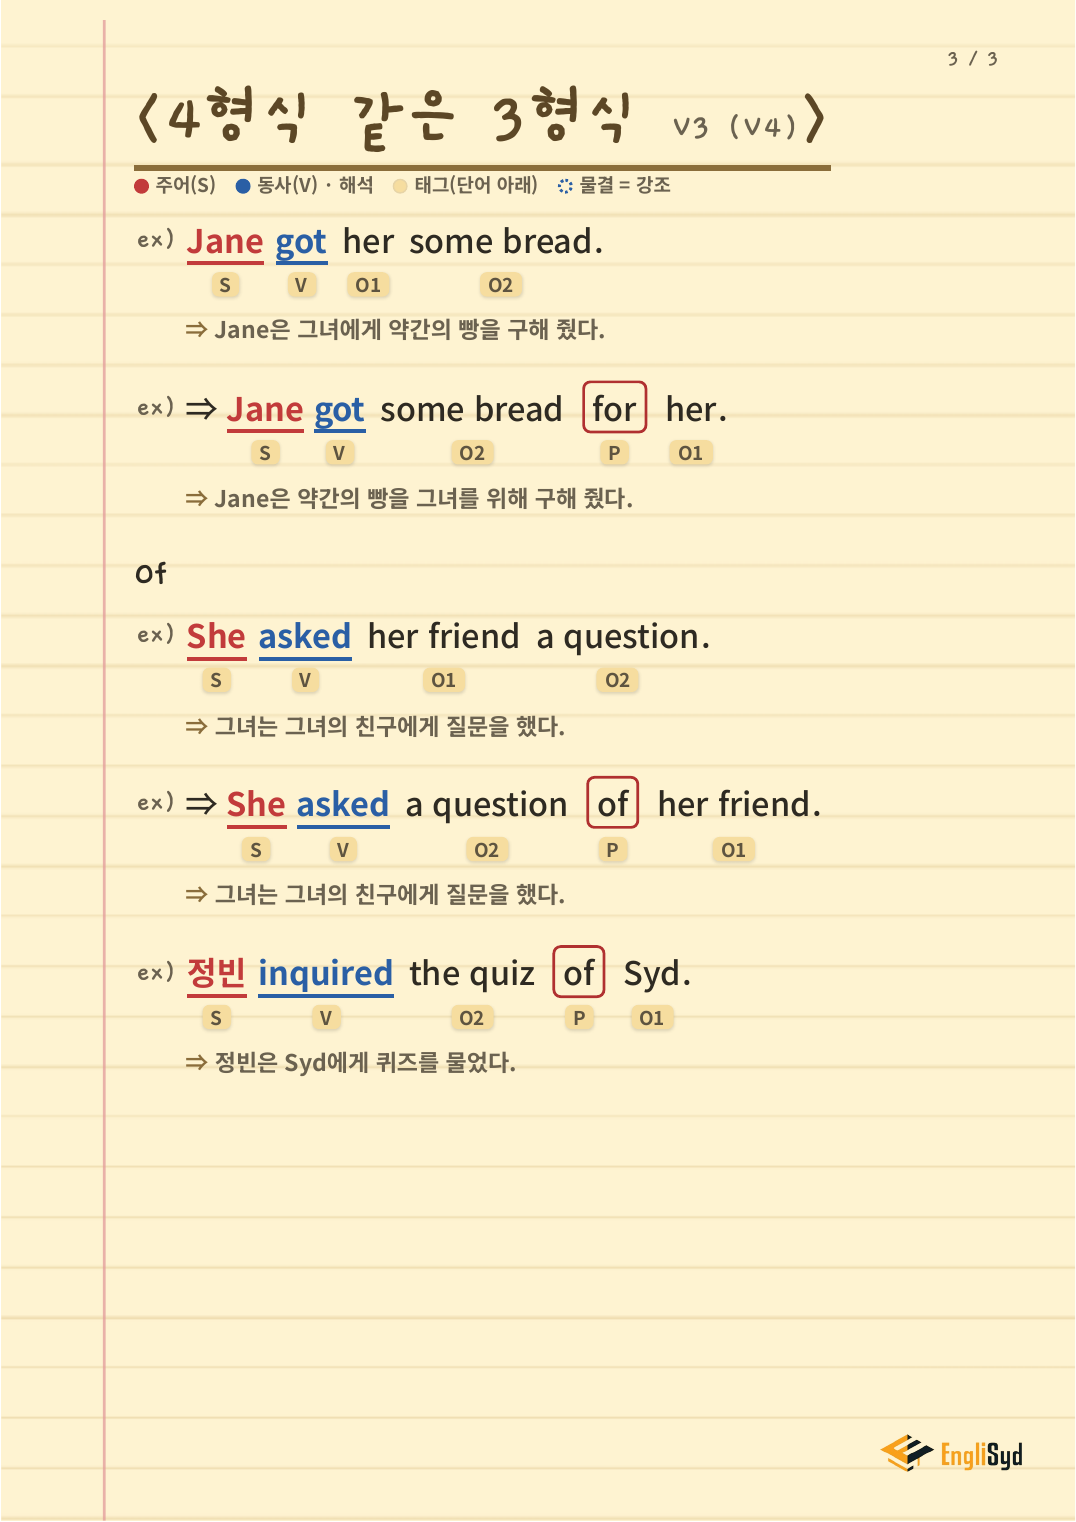 3 / 3
〈4형식 같은 3형식 V3 (V4)〉
주어(S) 동사(V) · 해석 태그(단어 아래) 물결 = 강조
ex) Jane got her some bread.
S V O1 O2
⇒ Jane은 그녀에게 약간의 빵을 구해 줬다.
ex) ⇒ Jane got some bread for her.
S V O2 P O1
⇒ Jane은 약간의 빵을 그녀를 위해 구해 줬다.
Of
ex) She asked her friend a question.
S V O1 O2
⇒ 그녀는 그녀의 친구에게 질문을 했다.
ex) ⇒ She asked a question of her friend.
S V O2 P O1
⇒ 그녀는 그녀의 친구에게 질문을 했다.
ex) 정빈 inquired the quiz of Syd.
S V O2 P O1
⇒ 정빈은 Syd에게 퀴즈를 물었다.
EngliSyd